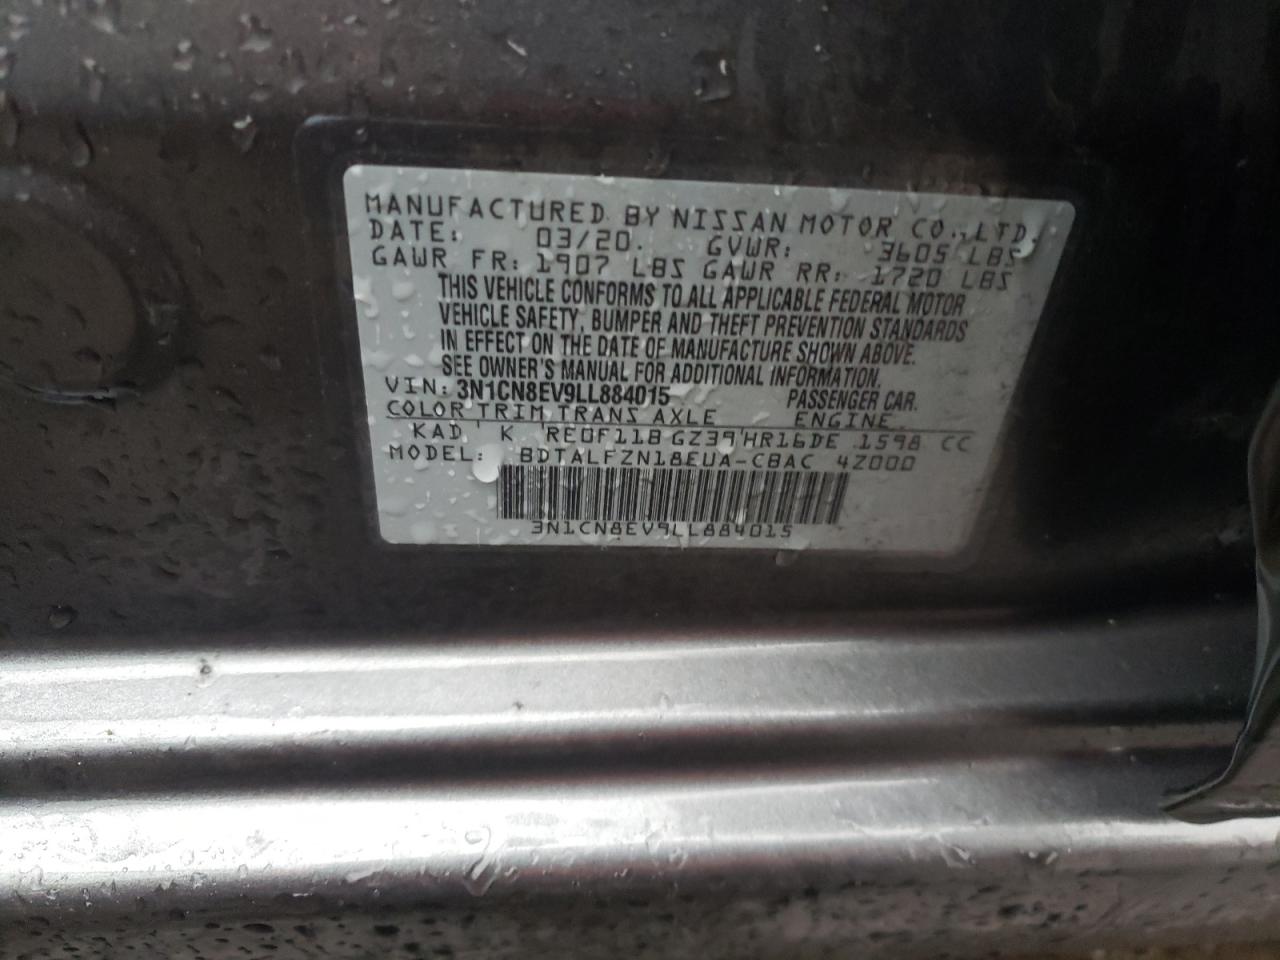 MANUFACTURED BY NISSAN MOTOR CO., LTD.
DATE: 03/20. GVWR: 3605 LBS
GAWR FR: 1907 LBS GAWR RR: 1720 LBS
THIS VEHICLE CONFORMS TO ALL APPLICABLE FEDERAL MOTOR
VEHICLE SAFETY, BUMPER AND THEFT PREVENTION STANDARDS
IN EFFECT ON THE DATE OF MANUFACTURE SHOWN ABOVE.
SEE OWNER'S MANUAL FOR ADDITIONAL INFORMATION.
VIN: 3N1CN8EV9LL884015 PASSENGER CAR.
COLOR TRIM TRANS AXLE ENGINE
KAD K RE0F11B GZ39 HR16DE 1598 CC
MODEL: BDTALFZN18EUA-CBAC 4Z000
3N1CN8EV9LL884015